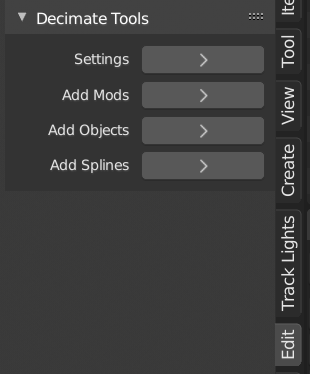 Decimate Tools
Settings
Add Mods
Add Objects
Add Splines
Tool
View
Create
Track Lights
Edit